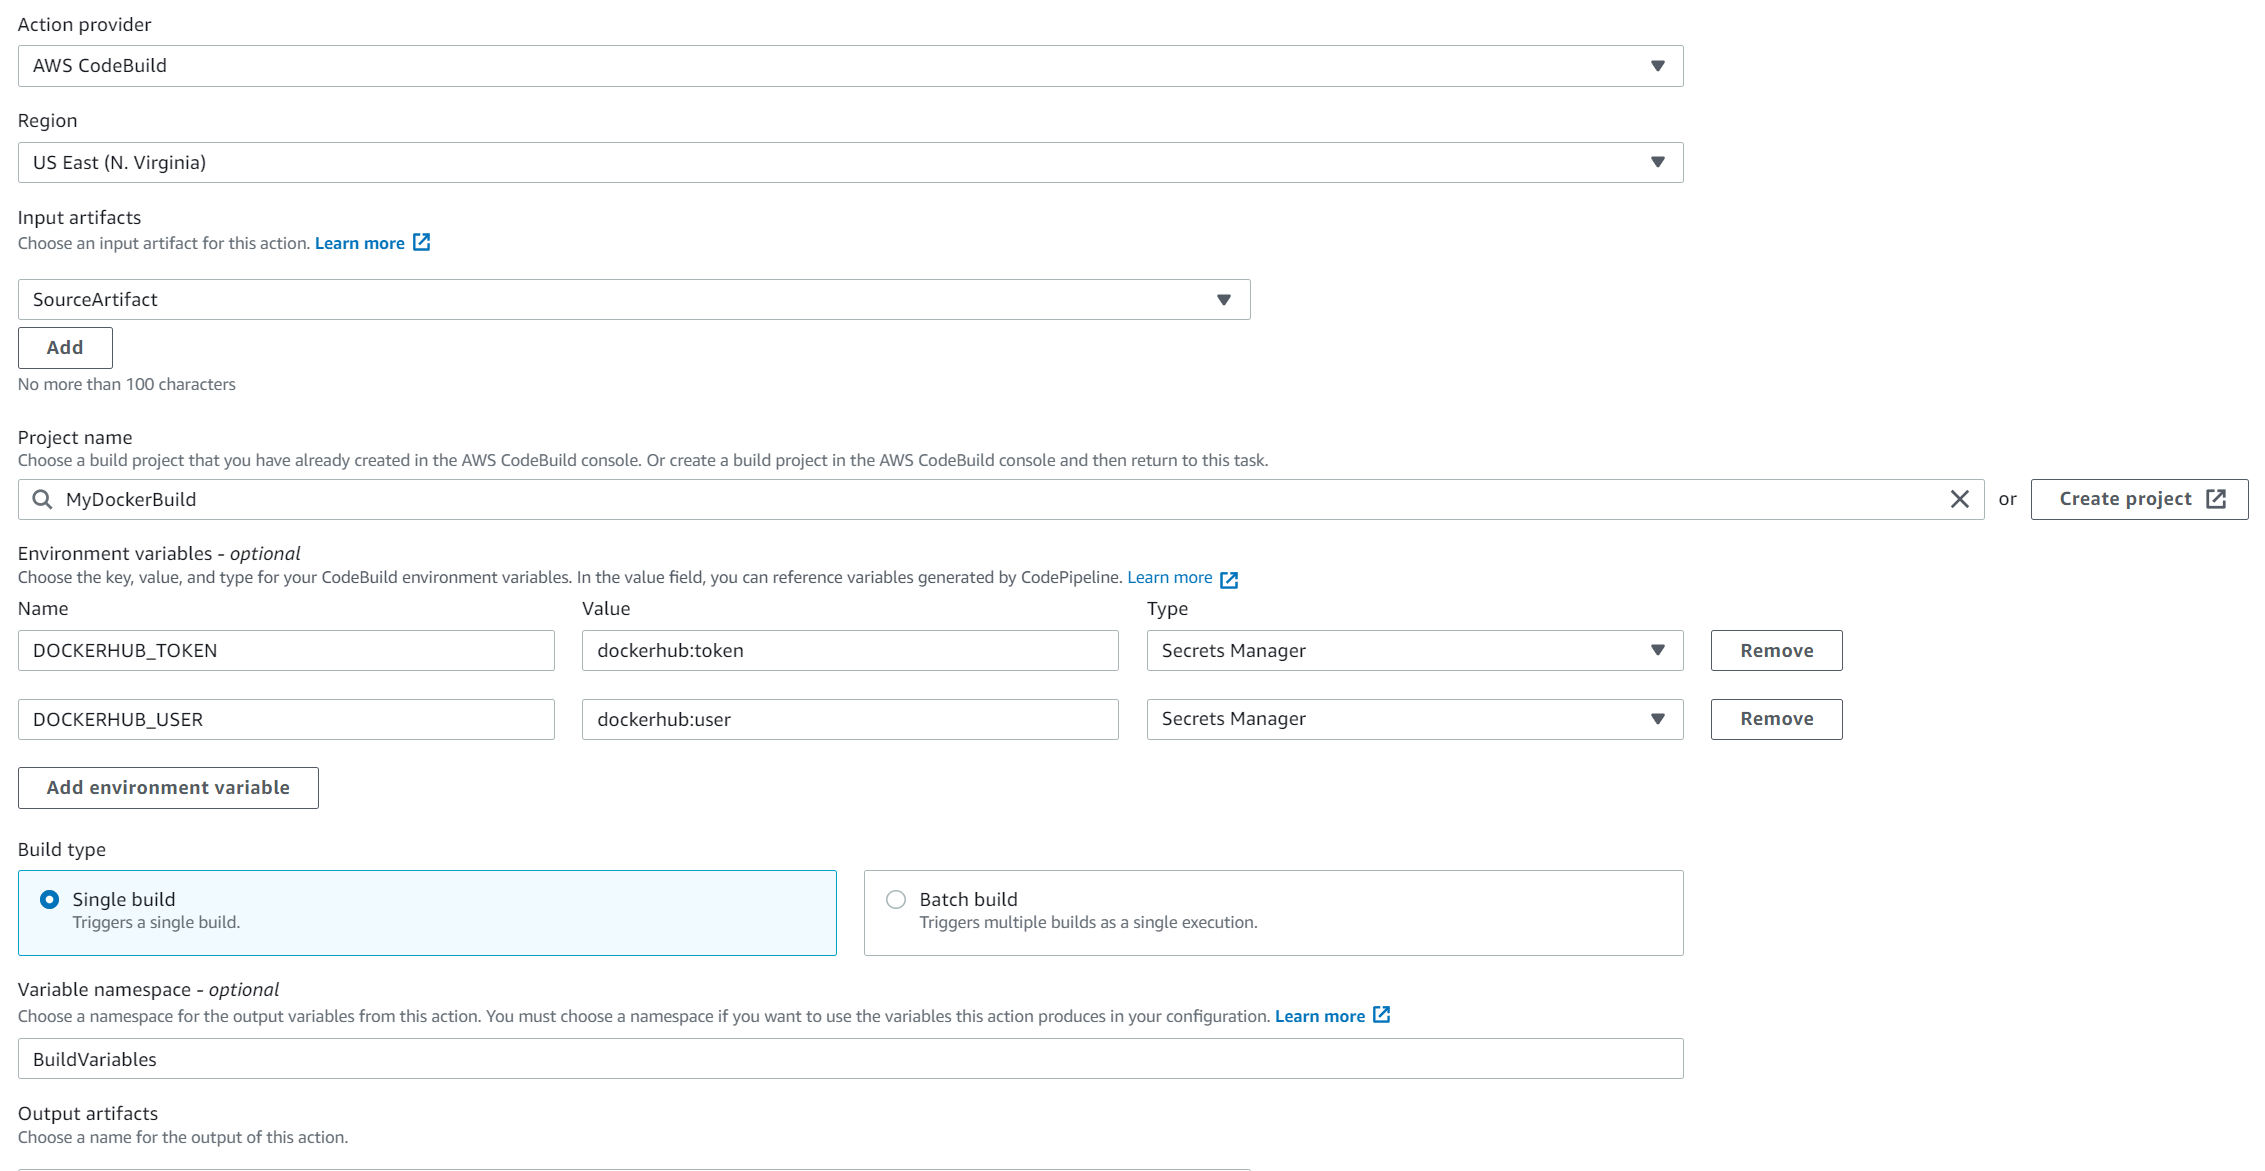 Action provider
AWS CodeBuild
Region
US East (N. Virginia)
Input artifacts
Choose an input artifact for this action. Learn more
SourceArtifact
Add
No more than 100 characters
Project name
Choose a build project that you have already created in the AWS CodeBuild console. Or create a build project in the AWS CodeBuild console and then return to this task.
MyDockerBuild or Create project
Environment variables - optional
Choose the key, value, and type for your CodeBuild environment variables. In the value field, you can reference variables generated by CodePipeline. Learn more
Name Value Type
DOCKERHUB_TOKEN dockerhub:token Secrets Manager Remove
DOCKERHUB_USER dockerhub:user Secrets Manager Remove
Add environment variable
Build type
Single build Batch build
Triggers a single build. Triggers multiple builds as a single execution.
Variable namespace - optional
Choose a namespace for the output variables from this action. You must choose a namespace if you want to use the variables this action produces in your configuration. Learn more
BuildVariables
Output artifacts
Choose a name for the output of this action.